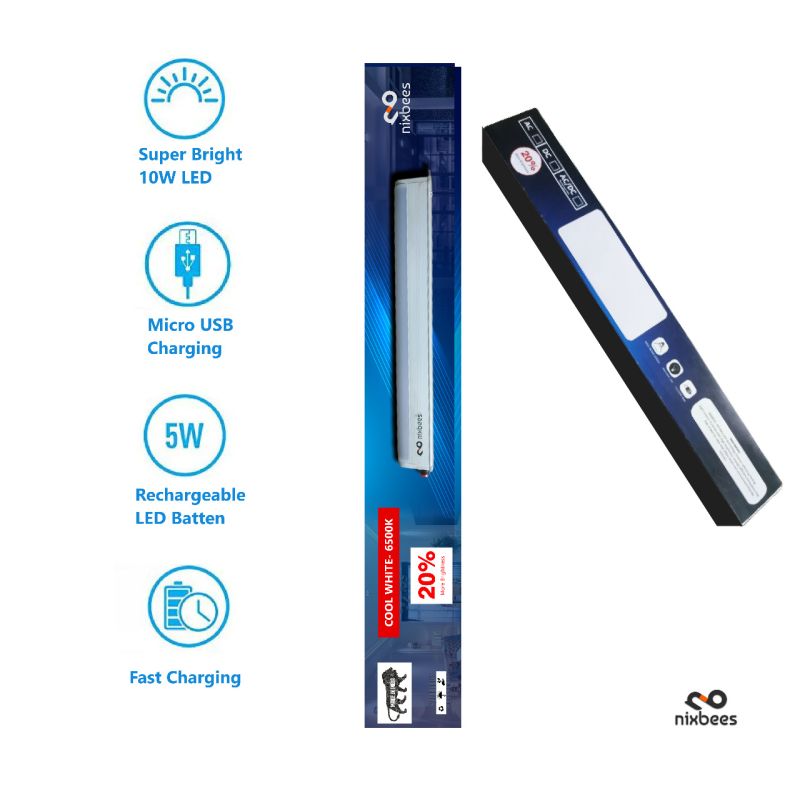 Super Bright
10W LED
Micro USB
Charging
5W
Rechargeable
LED Batten
Fast Charging
nixbees
nixbees
COOL WHITE- 6500K
20%
More Brightness
AC
DC
AC/DC
20%
nixbees